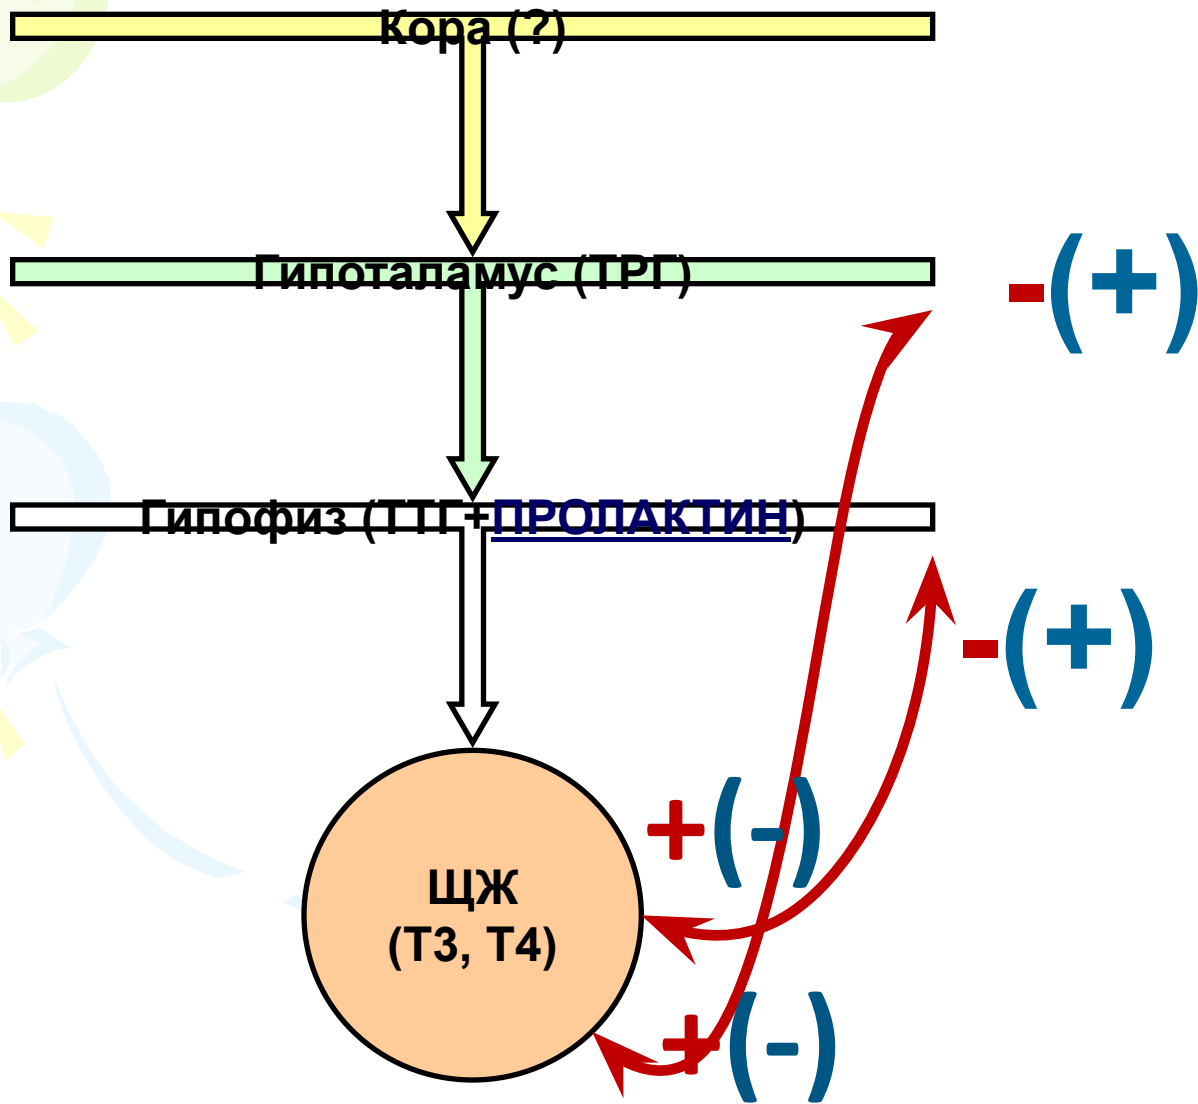 Кора (?)
Гипоталамус (ТРГ)
-(+)
Гипофиз (ТТГ+ПРОЛАКТИН)
-(+)
+(-)
ЩЖ
(Т3, Т4)
+(-)